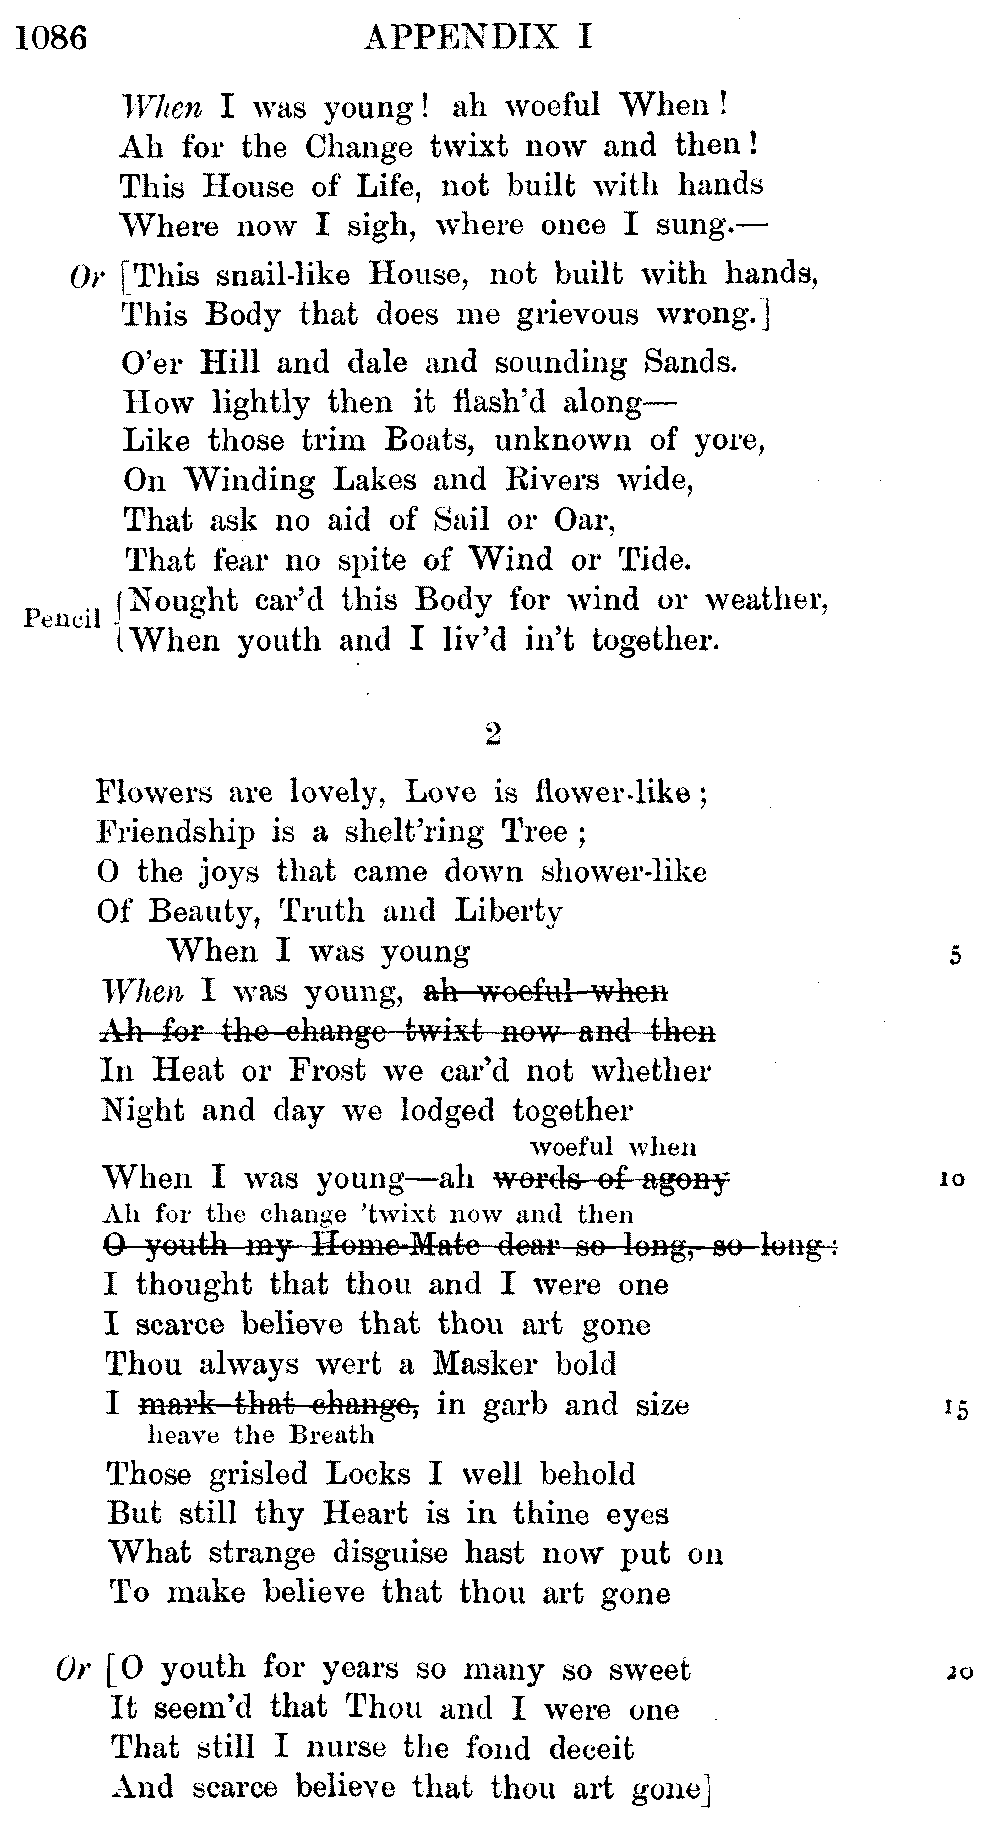 1086 APPENDIX I
When I was young! ah woeful When!
Ah for the Change twixt now and then!
This House of Life, not built with hands
Where now I sigh, where once I sung.—
Or [This snail-like House, not built with hands,
This Body that does me grievous wrong.]
O'er Hill and dale and sounding Sands.
How lightly then it flash'd along—
Like those trim Boats, unknown of yore,
On Winding Lakes and Rivers wide,
That ask no aid of Sail or Oar,
That fear no spite of Wind or Tide.
Pencil {Nought car'd this Body for wind or weather,
When youth and I liv'd in't together.
2
Flowers are lovely, Love is flower-like;
Friendship is a shelt'ring Tree;
O the joys that came down shower-like
Of Beauty, Truth and Liberty
When I was young 5
When I was young, ah woeful when
Ah for the change twixt now and then
In Heat or Frost we car'd not whether
Night and day we lodged together
woeful when
When I was young—ah words of agony 10
Ah for the change 'twixt now and then
O youth my Home-Mate dear so long, so long:
I thought that thou and I were one
I scarce believe that thou art gone
Thou always wert a Masker bold
I mark that change, in garb and size 15
heave the Breath
Those grisled Locks I well behold
But still thy Heart is in thine eyes
What strange disguise hast now put on
To make believe that thou art gone
Or [O youth for years so many so sweet 20
It seem'd that Thou and I were one
That still I nurse the fond deceit
And scarce believe that thou art gone]